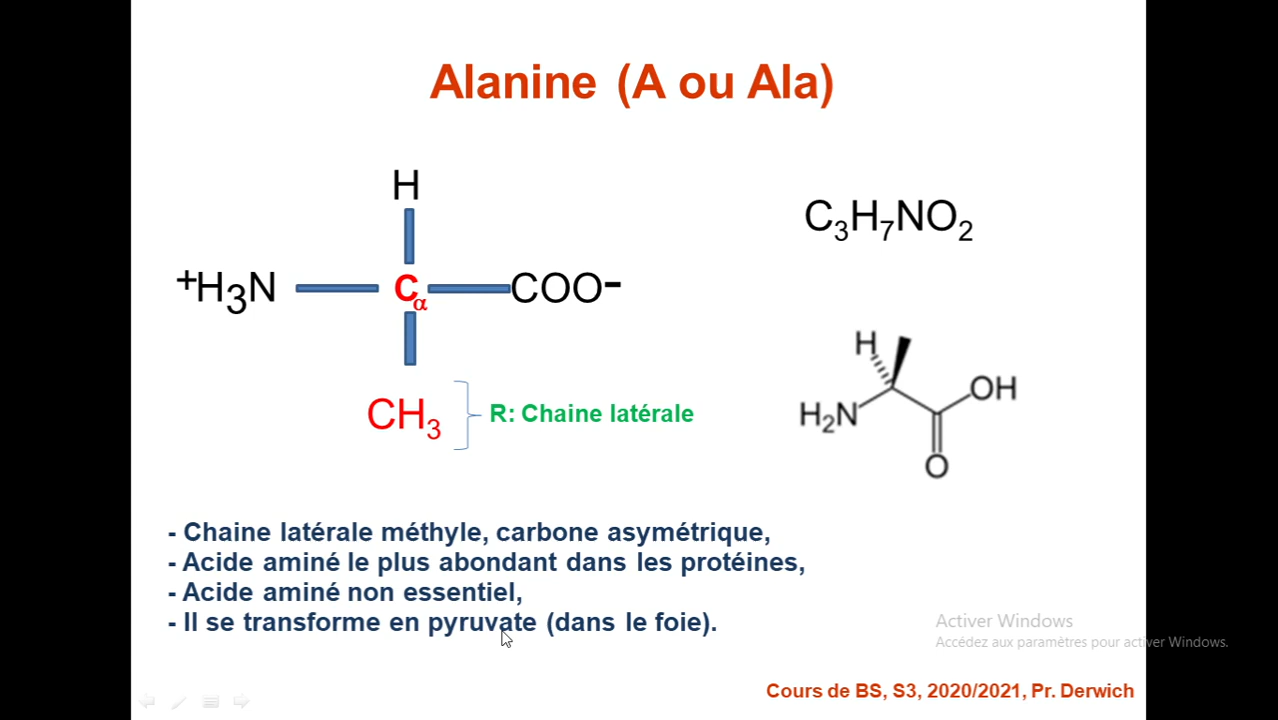 Alanine (A ou Ala)
H
C₃H₇NO₂
⁺H₃N
Cα
COO⁻
CH₃
R: Chaine latérale
H
H₂N
OH
O
- Chaine latérale méthyle, carbone asymétrique,
- Acide aminé le plus abondant dans les protéines,
- Acide aminé non essentiel,
- Il se transforme en pyruvate (dans le foie).
Activer Windows
Accédez aux paramètres pour activer Windows.
Cours de BS, S3, 2020/2021, Pr. Derwich